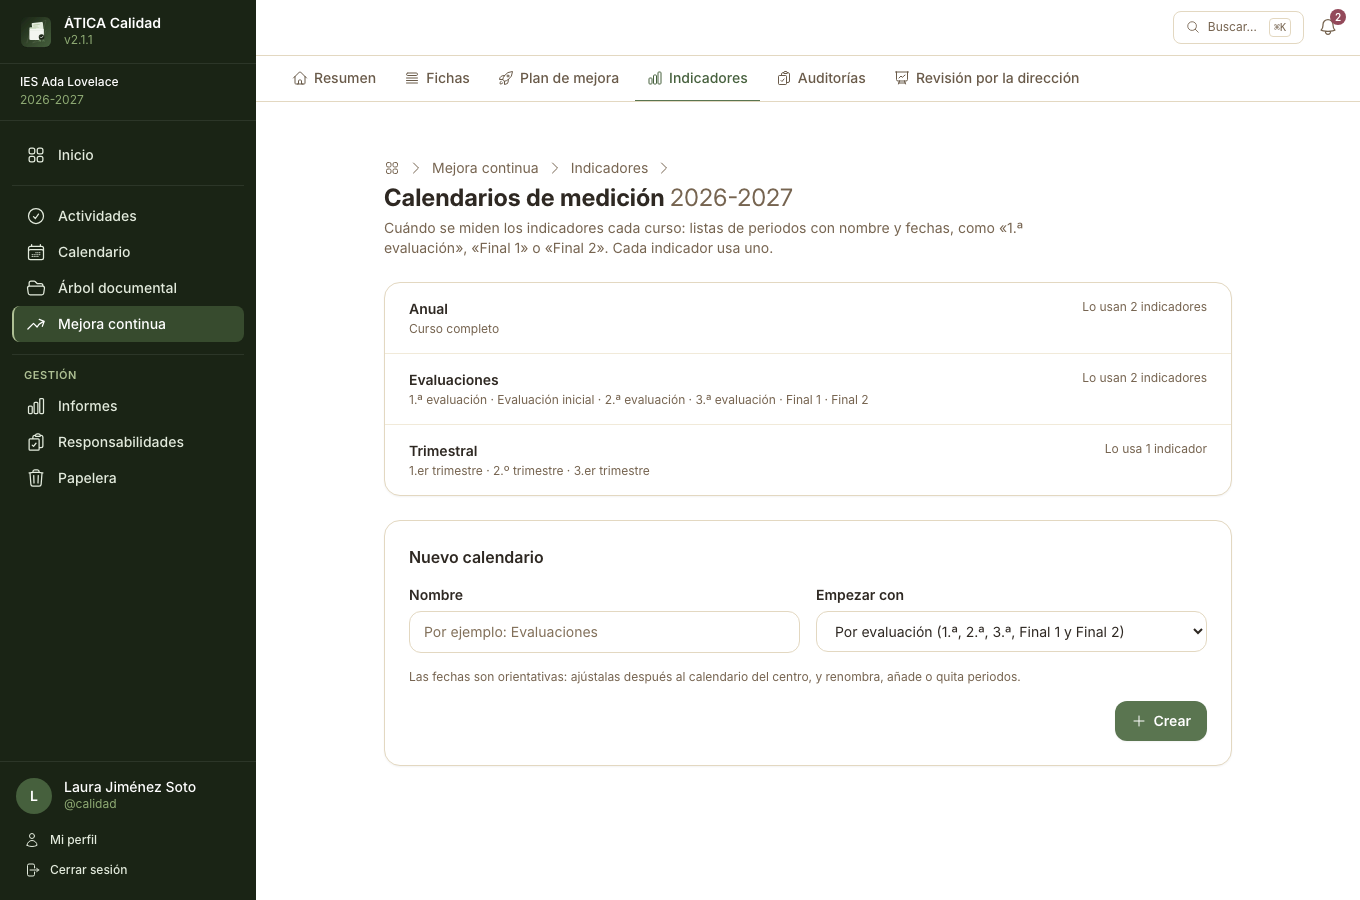 ÁTICA Calidad
v2.1.1
IES Ada Lovelace
2026-2027
Inicio
Actividades
Calendario
Árbol documental
Mejora continua
GESTIÓN
Informes
Responsabilidades
Papelera
L
Laura Jiménez Soto
@calidad
Mi perfil
Cerrar sesión
Buscar...
⌘K
2
Resumen
Fichas
Plan de mejora
Indicadores
Auditorías
Revisión por la dirección
Mejora continua
Indicadores
Calendarios de medición 2026-2027
Cuándo se miden los indicadores cada curso: listas de periodos con nombre y fechas, como «1.ª
evaluación», «Final 1» o «Final 2». Cada indicador usa uno.
Anual
Lo usan 2 indicadores
Curso completo
Evaluaciones
Lo usan 2 indicadores
1.ª evaluación · Evaluación inicial · 2.ª evaluación · 3.ª evaluación · Final 1 · Final 2
Trimestral
Lo usa 1 indicador
1.er trimestre · 2.º trimestre · 3.er trimestre
Nuevo calendario
Nombre
Empezar con
Por ejemplo: Evaluaciones
Por evaluación (1.ª, 2.ª, 3.ª, Final 1 y Final 2)
Las fechas son orientativas: ajústalas después al calendario del centro, y renombra, añade o quita periodos.
Crear